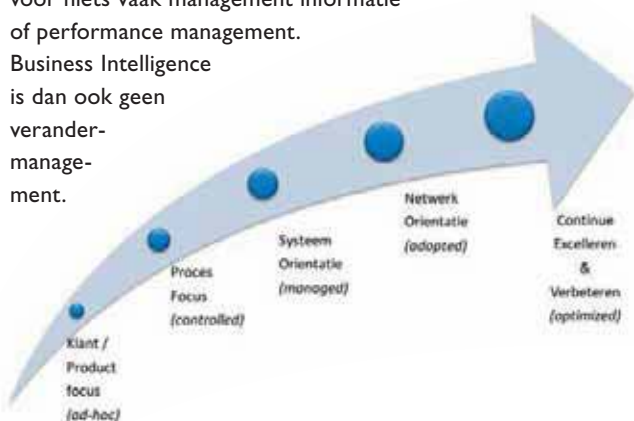 voor niets vaak management informatie
of performance management.
Business Intelligence
is dan ook geen
verander-
manage-
ment.
Klant /
Product
focus
(ad-hoc)
Proces
Focus
(controlled)
Systeem
Orientatie
(managed)
Netwerk
Orientatie
(adopted)
Continue
Excelleren
&
Verbeteren
(optimized)